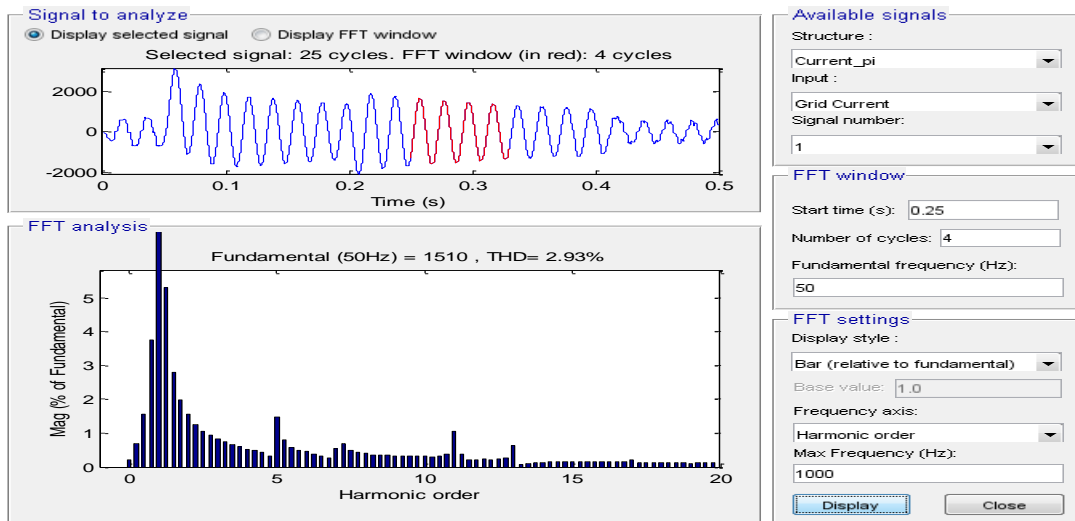 Signal to analyze
Display selected signal Display FFT window
Selected signal: 25 cycles. FFT window (in red): 4 cycles
2000
0
-2000
0 0.1 0.2 0.3 0.4 0.5
Time (s)
FFT analysis
Fundamental (50Hz) = 1510 , THD= 2.93%
Mag (% of Fundamental)
5
4
3
2
1
0
0 5 10 15 20
Harmonic order
Available signals
Structure :
Current_pi
Input :
Grid Current
Signal number:
1
FFT window
Start time (s): 0.25
Number of cycles: 4
Fundamental frequency (Hz):
50
FFT settings
Display style :
Bar (relative to fundamental)
Base value: 1.0
Frequency axis:
Harmonic order
Max Frequency (Hz):
1000
Display Close